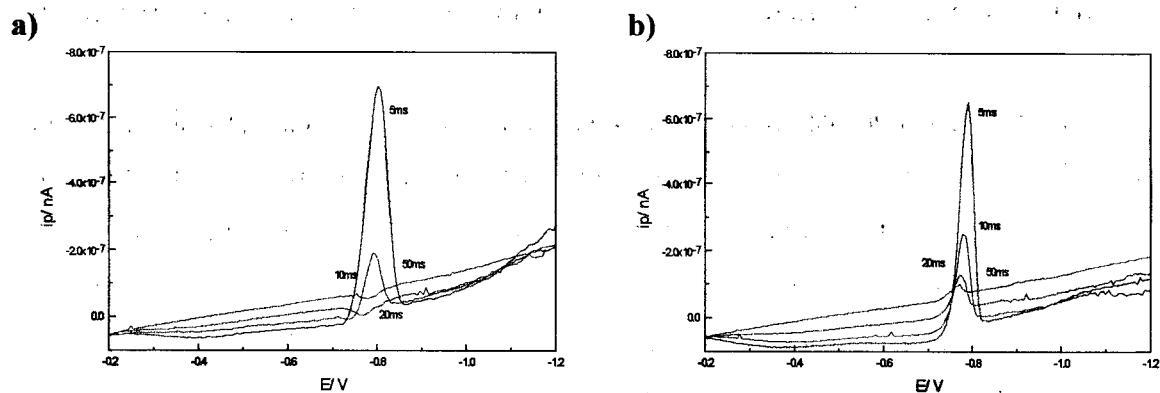 a)
-8.0x10⁻⁷
-6.0x10⁻⁷
-4.0x10⁻⁷
-2.0x10⁻⁷
0.0
ip/ nA
5ms
10ms
50ms
20ms
-0.2
-0.4
-0.6
-0.8
-1.0
-1.2
E/ V
b)
-8.0x10⁻⁷
-6.0x10⁻⁷
-4.0x10⁻⁷
-2.0x10⁻⁷
0.0
ip/ nA
5ms
10ms
20ms
50ms
-0.2
-0.4
-0.6
-0.8
-1.0
-1.2
E/ V